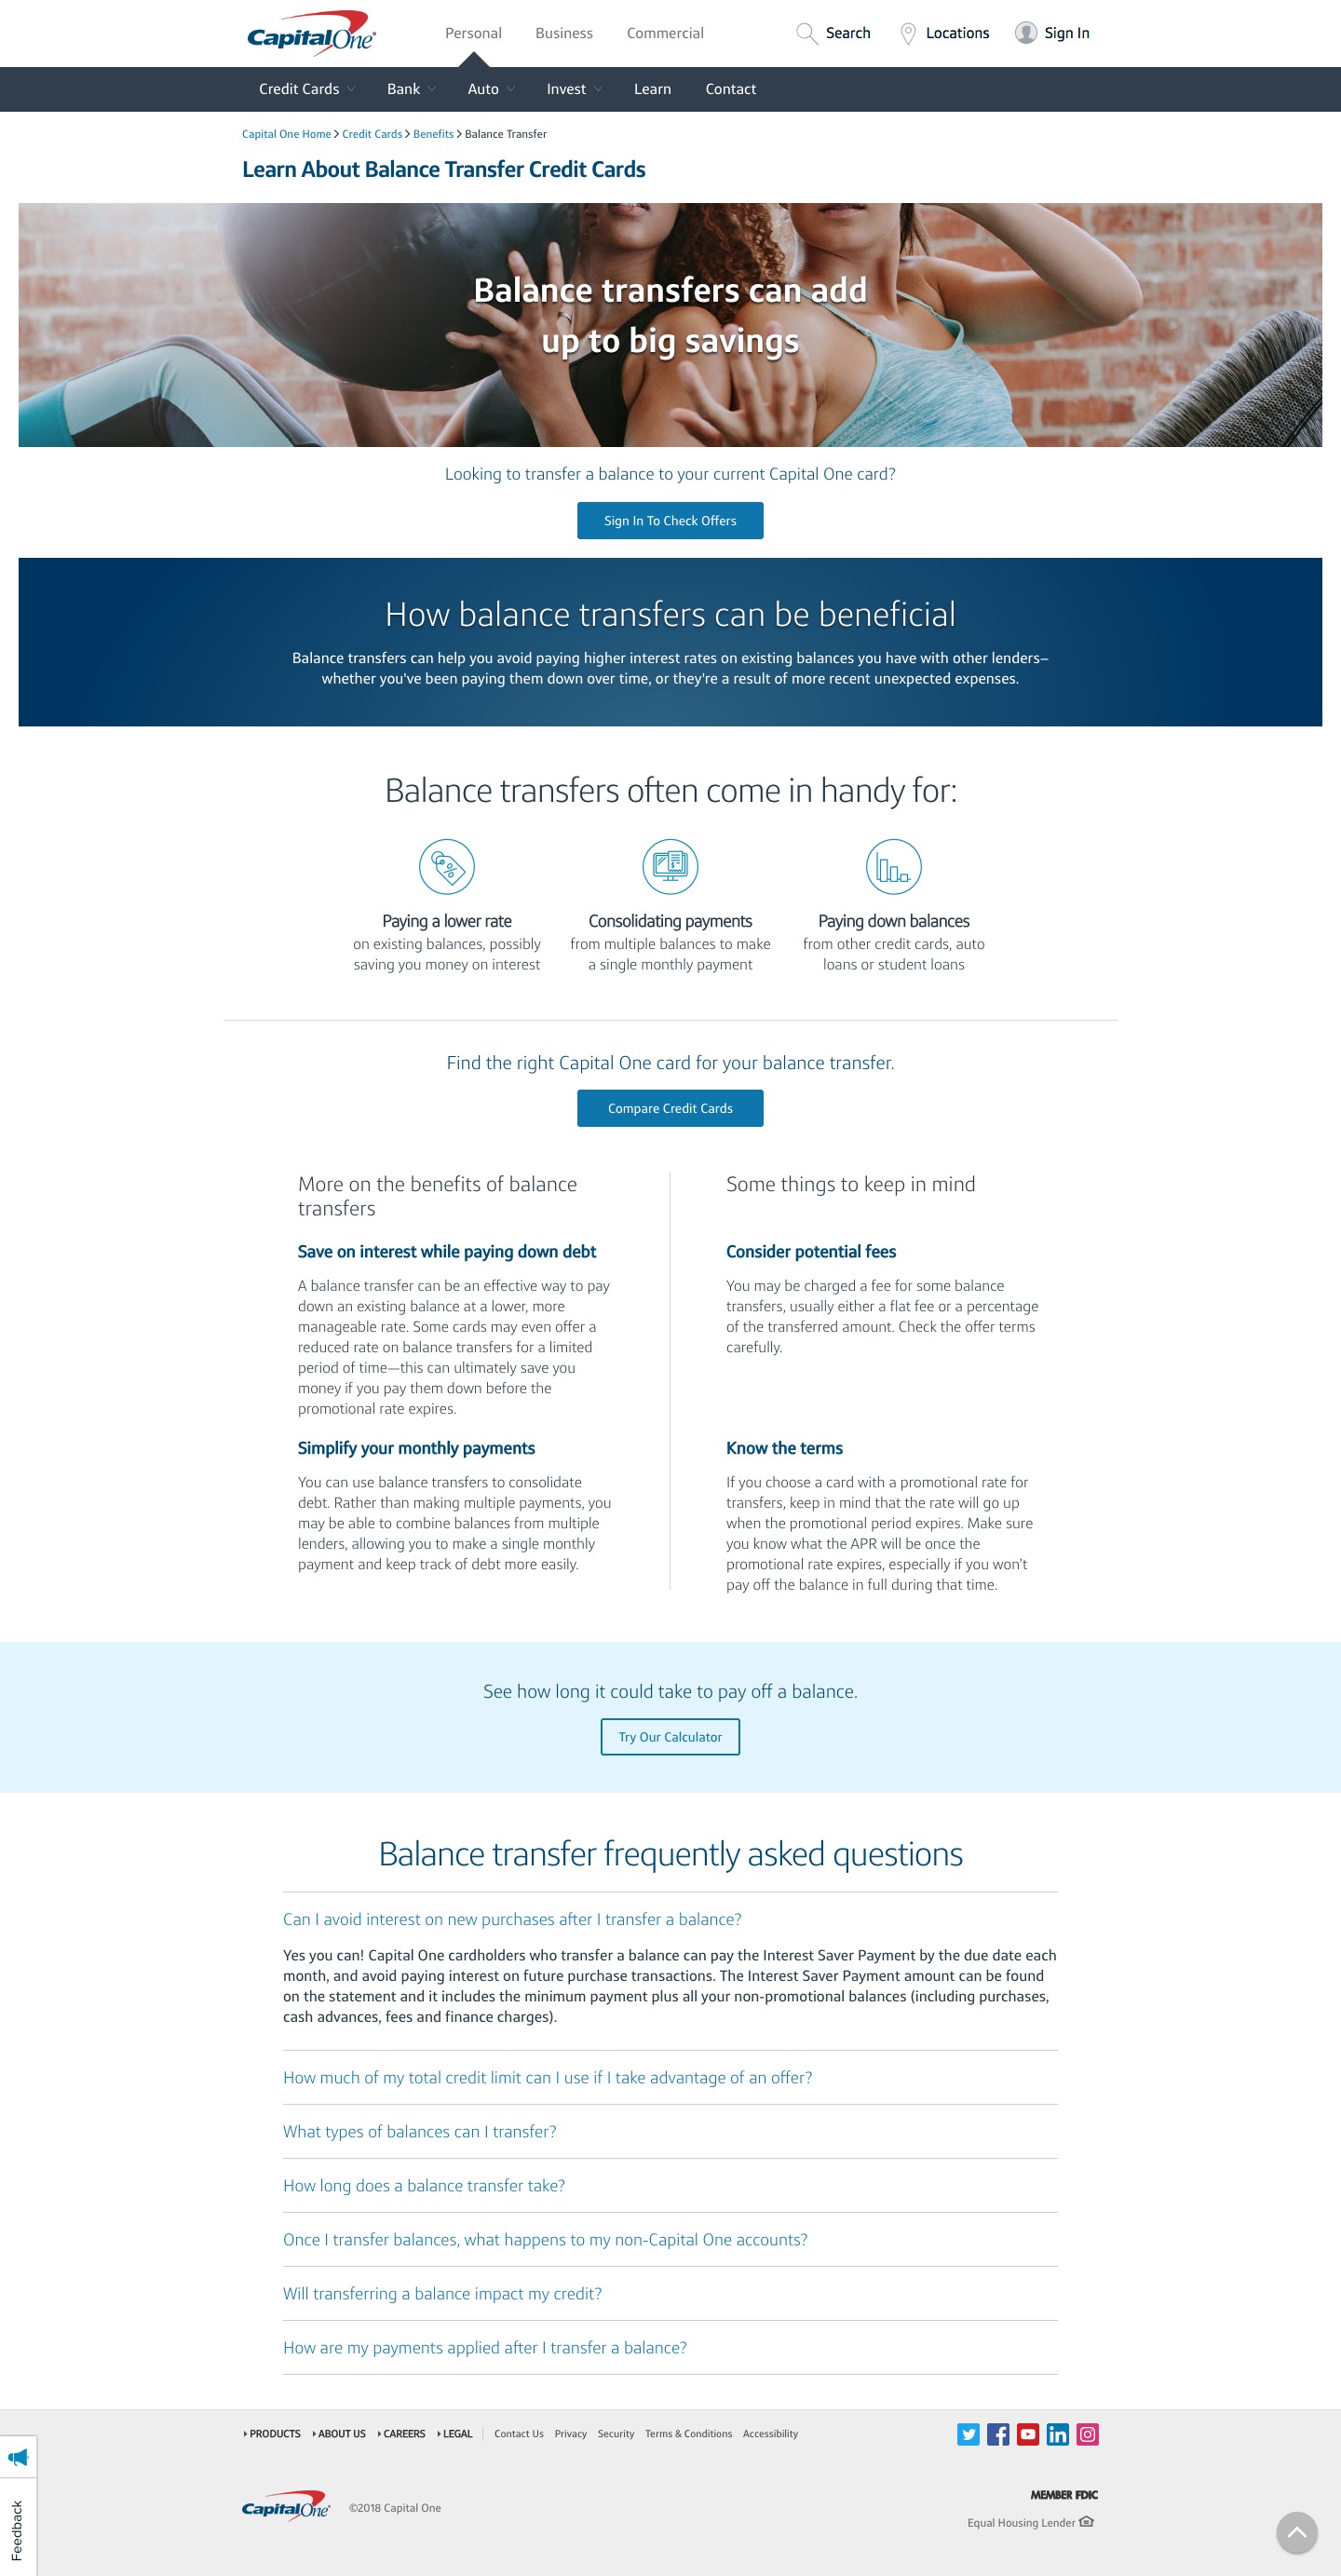 CapitalOne
Personal Business Commercial Search Locations Sign In
Credit Cards Bank Auto Invest Learn Contact
Capital One Home > Credit Cards > Benefits > Balance Transfer
Learn About Balance Transfer Credit Cards
Balance transfers can add
up to big savings
Looking to transfer a balance to your current Capital One card?
Sign In To Check Offers
How balance transfers can be beneficial
Balance transfers can help you avoid paying higher interest rates on existing balances you have with other lenders–
whether you've been paying them down over time, or they're a result of more recent unexpected expenses.
Balance transfers often come in handy for:
Paying a lower rate
on existing balances, possibly
saving you money on interest
Consolidating payments
from multiple balances to make
a single monthly payment
Paying down balances
from other credit cards, auto
loans or student loans
Find the right Capital One card for your balance transfer.
Compare Credit Cards
More on the benefits of balance
transfers
Save on interest while paying down debt
A balance transfer can be an effective way to pay
down an existing balance at a lower, more
manageable rate. Some cards may even offer a
reduced rate on balance transfers for a limited
period of time—this can ultimately save you
money if you pay them down before the
promotional rate expires.
Simplify your monthly payments
You can use balance transfers to consolidate
debt. Rather than making multiple payments, you
may be able to combine balances from multiple
lenders, allowing you to make a single monthly
payment and keep track of debt more easily.
Some things to keep in mind
Consider potential fees
You may be charged a fee for some balance
transfers, usually either a flat fee or a percentage
of the transferred amount. Check the offer terms
carefully.
Know the terms
If you choose a card with a promotional rate for
transfers, keep in mind that the rate will go up
when the promotional period expires. Make sure
you know what the APR will be once the
promotional rate expires, especially if you won’t
pay off the balance in full during that time.
See how long it could take to pay off a balance.
Try Our Calculator
Balance transfer frequently asked questions
Can I avoid interest on new purchases after I transfer a balance?
Yes you can! Capital One cardholders who transfer a balance can pay the Interest Saver Payment by the due date each
month, and avoid paying interest on future purchase transactions. The Interest Saver Payment amount can be found
on the statement and it includes the minimum payment plus all your non-promotional balances (including purchases,
cash advances, fees and finance charges).
How much of my total credit limit can I use if I take advantage of an offer?
What types of balances can I transfer?
How long does a balance transfer take?
Once I transfer balances, what happens to my non-Capital One accounts?
Will transferring a balance impact my credit?
How are my payments applied after I transfer a balance?
PRODUCTS ABOUT US CAREERS LEGAL Contact Us Privacy Security Terms & Conditions Accessibility
CapitalOne ©2018 Capital One
MEMBER FDIC
Equal Housing Lender
Feedback